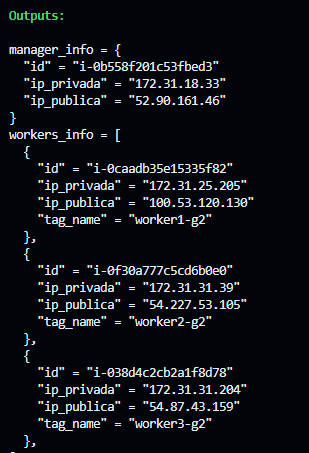 Outputs:
manager_info = {
  "id" = "i-0b558f201c53fbed3"
  "ip_privada" = "172.31.18.33"
  "ip_publica" = "52.90.161.46"
}
workers_info = [
  {
    "id" = "i-0caadb35e15335f82"
    "ip_privada" = "172.31.25.205"
    "ip_publica" = "100.53.120.130"
    "tag_name" = "worker1-g2"
  },
  {
    "id" = "i-0f30a777c5cd6b0e0"
    "ip_privada" = "172.31.31.39"
    "ip_publica" = "54.227.53.105"
    "tag_name" = "worker2-g2"
  },
  {
    "id" = "i-038d4c2cb2a1f8d78"
    "ip_privada" = "172.31.31.204"
    "ip_publica" = "54.87.43.159"
    "tag_name" = "worker3-g2"
  },